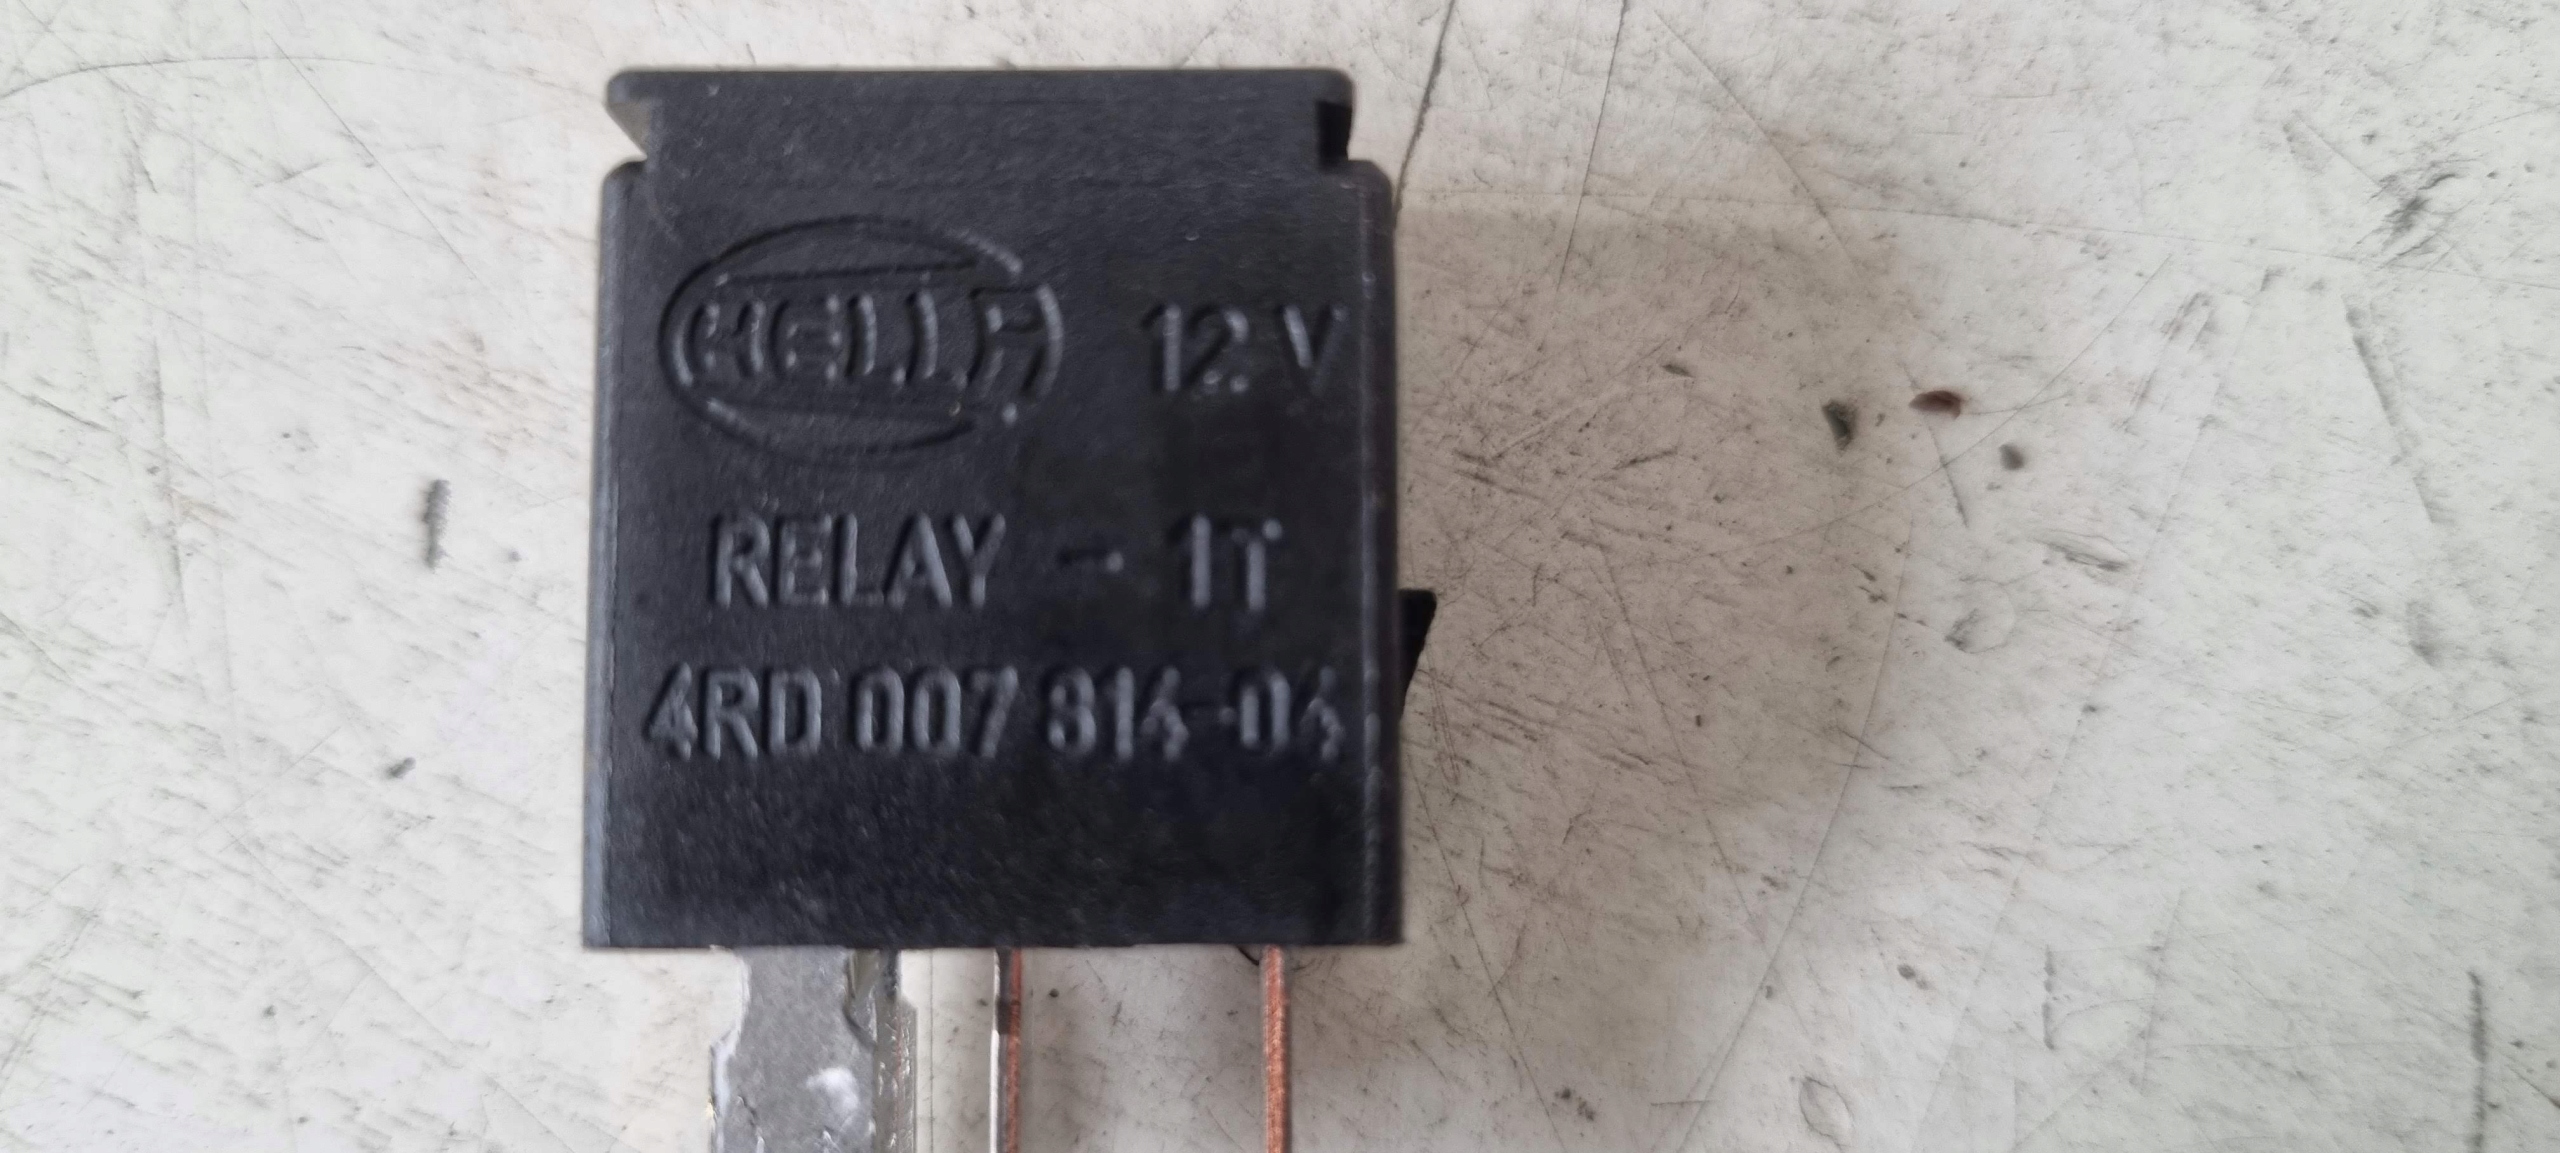 HELLA 12 V
RELAY - 1T
4RD 007 814-04